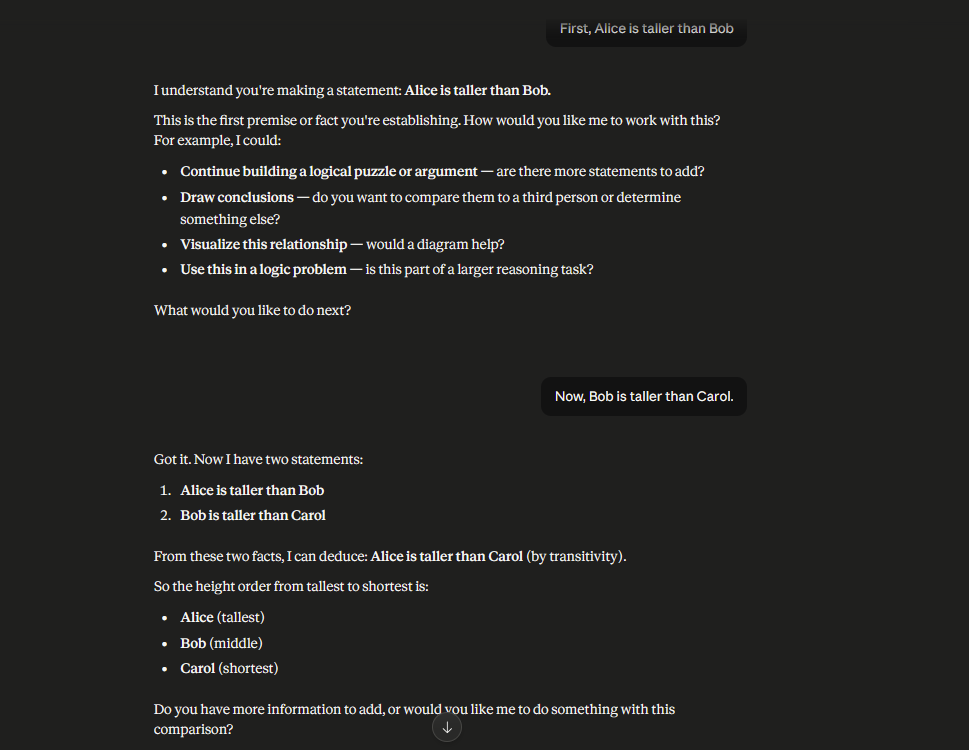 First, Alice is taller than Bob
I understand you're making a statement: Alice is taller than Bob.
This is the first premise or fact you're establishing. How would you like me to work with this?
For example, I could:
• Continue building a logical puzzle or argument — are there more statements to add?
• Draw conclusions — do you want to compare them to a third person or determine
something else?
• Visualize this relationship — would a diagram help?
• Use this in a logic problem — is this part of a larger reasoning task?
What would you like to do next?
Now, Bob is taller than Carol.
Got it. Now I have two statements:
1. Alice is taller than Bob
2. Bob is taller than Carol
From these two facts, I can deduce: Alice is taller than Carol (by transitivity).
So the height order from tallest to shortest is:
• Alice (tallest)
• Bob (middle)
• Carol (shortest)
Do you have more information to add, or would you like me to do something with this
comparison?